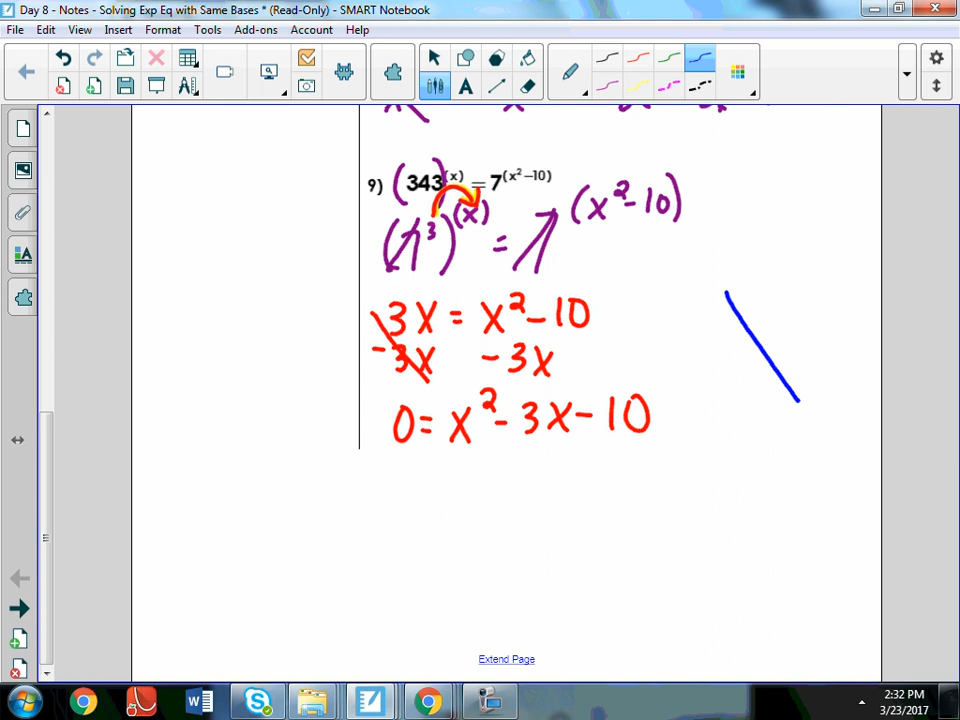 Day 8 - Notes - Solving Exp Eq with Same Bases * (Read-Only) - SMART Notebook
File Edit View Insert Format Tools Add-ons Account Help
9) (343)^(x) = 7^(x²−10)
(7³)^(x) = 7^(x²-10)
3x = x²-10
-3x -3x
0 = x²-3x-10
Extend Page
2:32 PM
3/23/2017